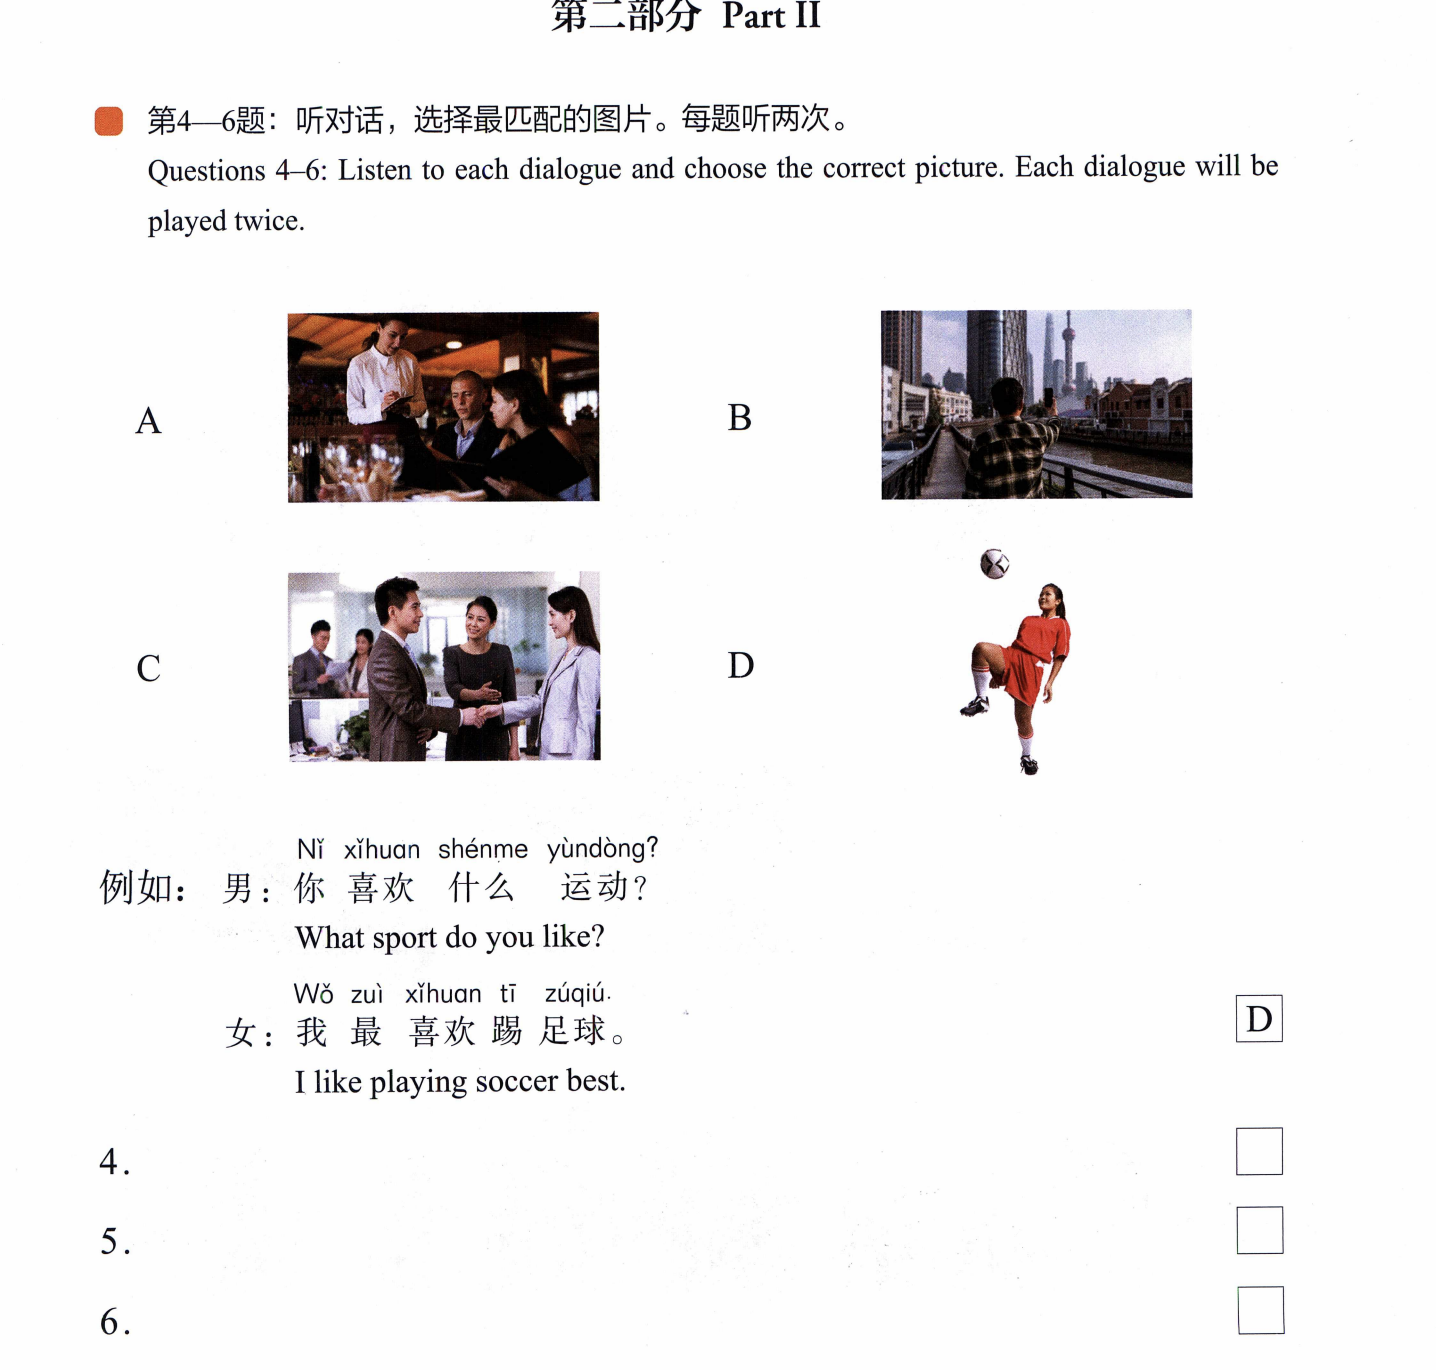 第二部分 Part II
第4—6题：听对话，选择最匹配的图片。每题听两次。
Questions 4–6: Listen to each dialogue and choose the correct picture. Each dialogue will be
played twice.
A
B
C
D
Nǐ xǐhuan shénme yùndòng?
例如：男：你 喜欢 什么 运动？
What sport do you like?
Wǒ zuì xǐhuan tī zúqiú.
女：我 最 喜欢 踢 足球。
I like playing soccer best.
D
4.
5.
6.